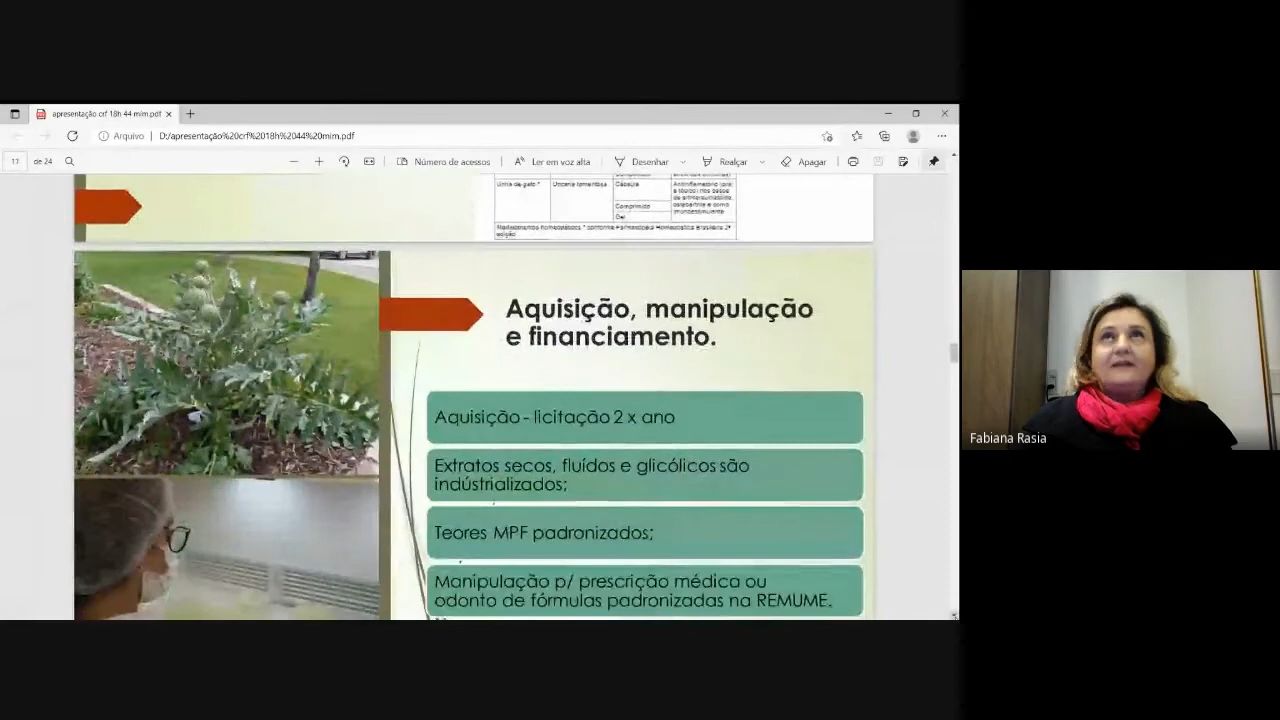 apresentação crf 18h 44 mim.pdf
Arquivo | D:/apresentação%20crf%2018h%2044%20mim.pdf
11 de 24
Número de acessos
Ler em voz alta
Desenhar
Realçar
Apagar
Unha de gato *
Uncaria tomentosa
Cápsula
Comprimido
Gel
Aquisição, manipulação
e financiamento.
Aquisição - licitação 2 x ano
Extratos secos, fluídos e glicólicos são
indústrializados;
Teores MPF padronizados;
Manipulação p/ prescrição médica ou
odonto de fórmulas padronizadas na REMUME.
Fabiana Rasia